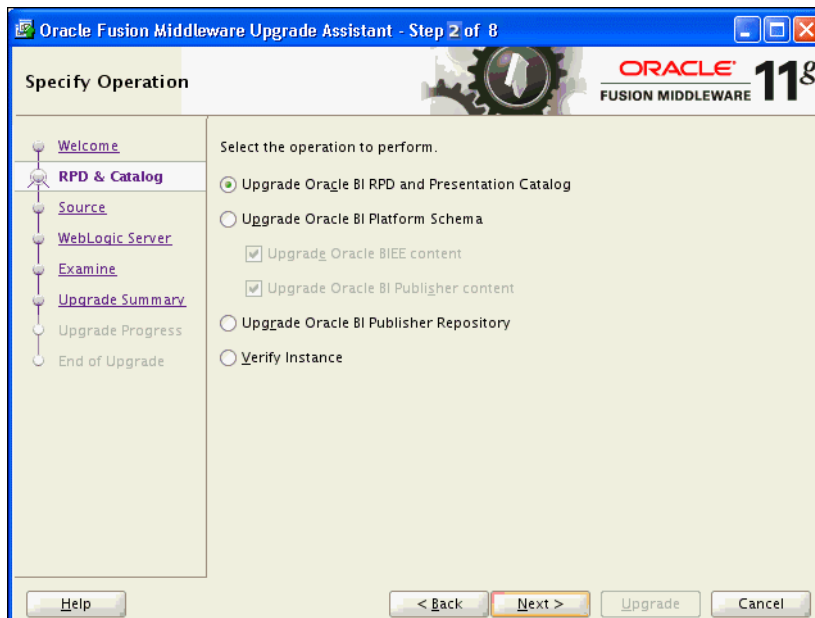 Oracle Fusion Middleware Upgrade Assistant - Step 2 of 8
Specify Operation
ORACLE'
FUSION MIDDLEWARE 11g
Welcome
RPD & Catalog
Source
WebLogic Server
Examine
Upgrade Summary
Upgrade Progress
End of Upgrade
Select the operation to perform.
Upgrade Oracle BI RPD and Presentation Catalog
Upgrade Oracle BI Platform Schema
Upgrade Oracle BIEE content
Upgrade Oracle BI Publisher content
Upgrade Oracle BI Publisher Repository
Verify Instance
Help
< Back
Next >
Upgrade
Cancel